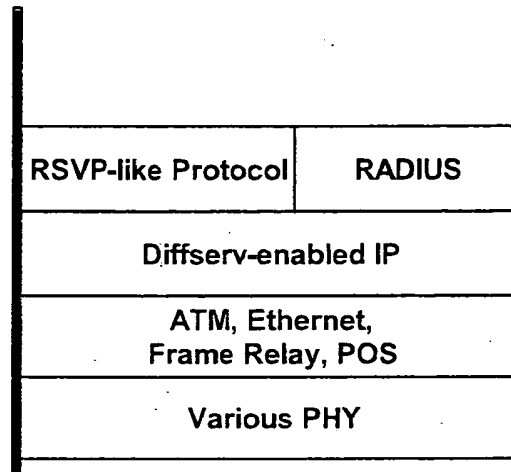 RSVP-like Protocol RADIUS
Diffserv-enabled IP
ATM, Ethernet,
Frame Relay, POS
Various PHY